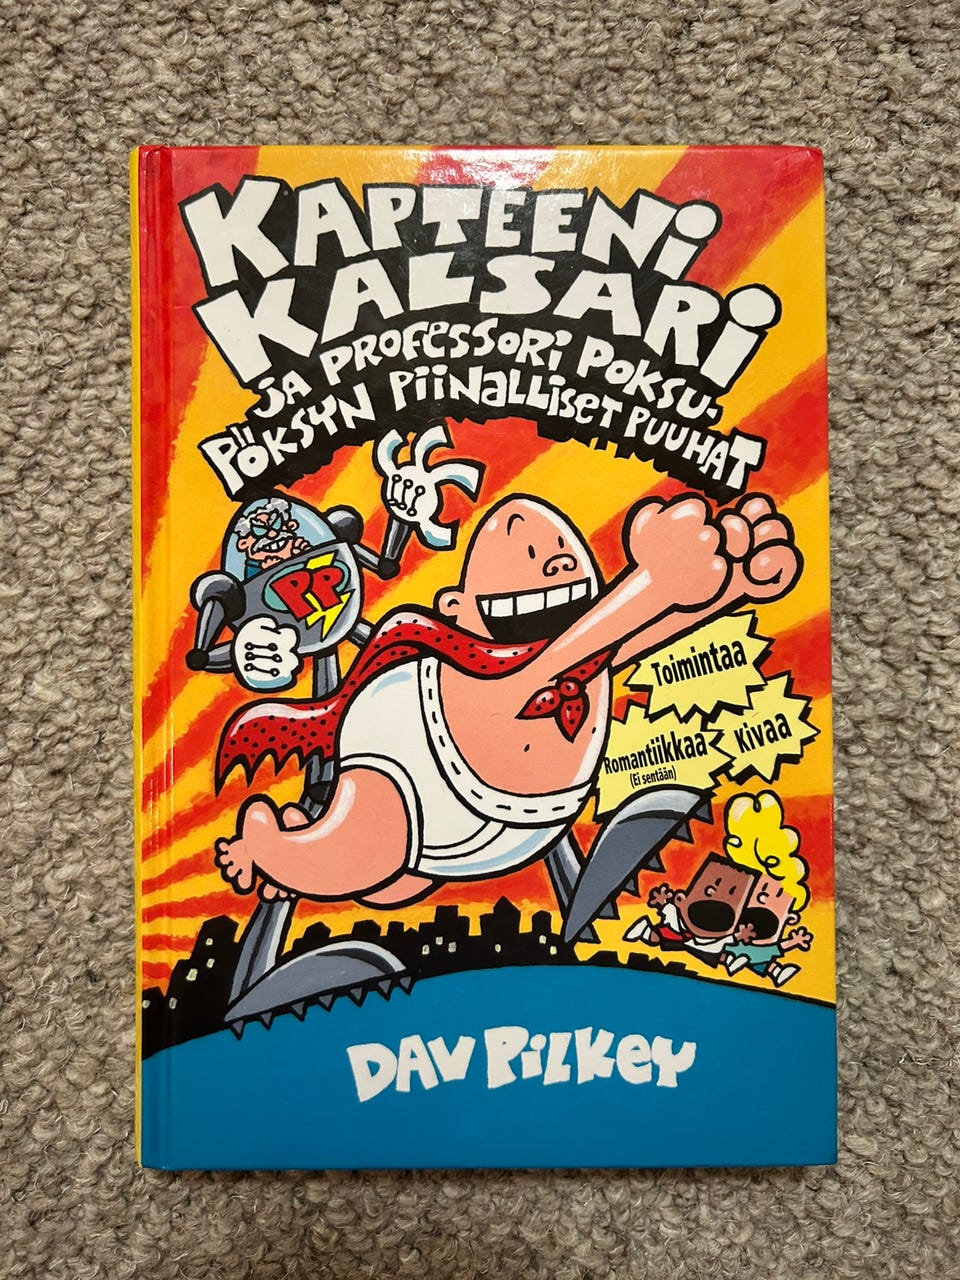 KAPTEENI
KALSARI
JA PROFESSORI POKSU-
PÖKSYN PIINALLISET PUUHAT
PP
Toimintaa
Romantiikkaa
(Ei sentään)
Kivaa
DAV PILKEY